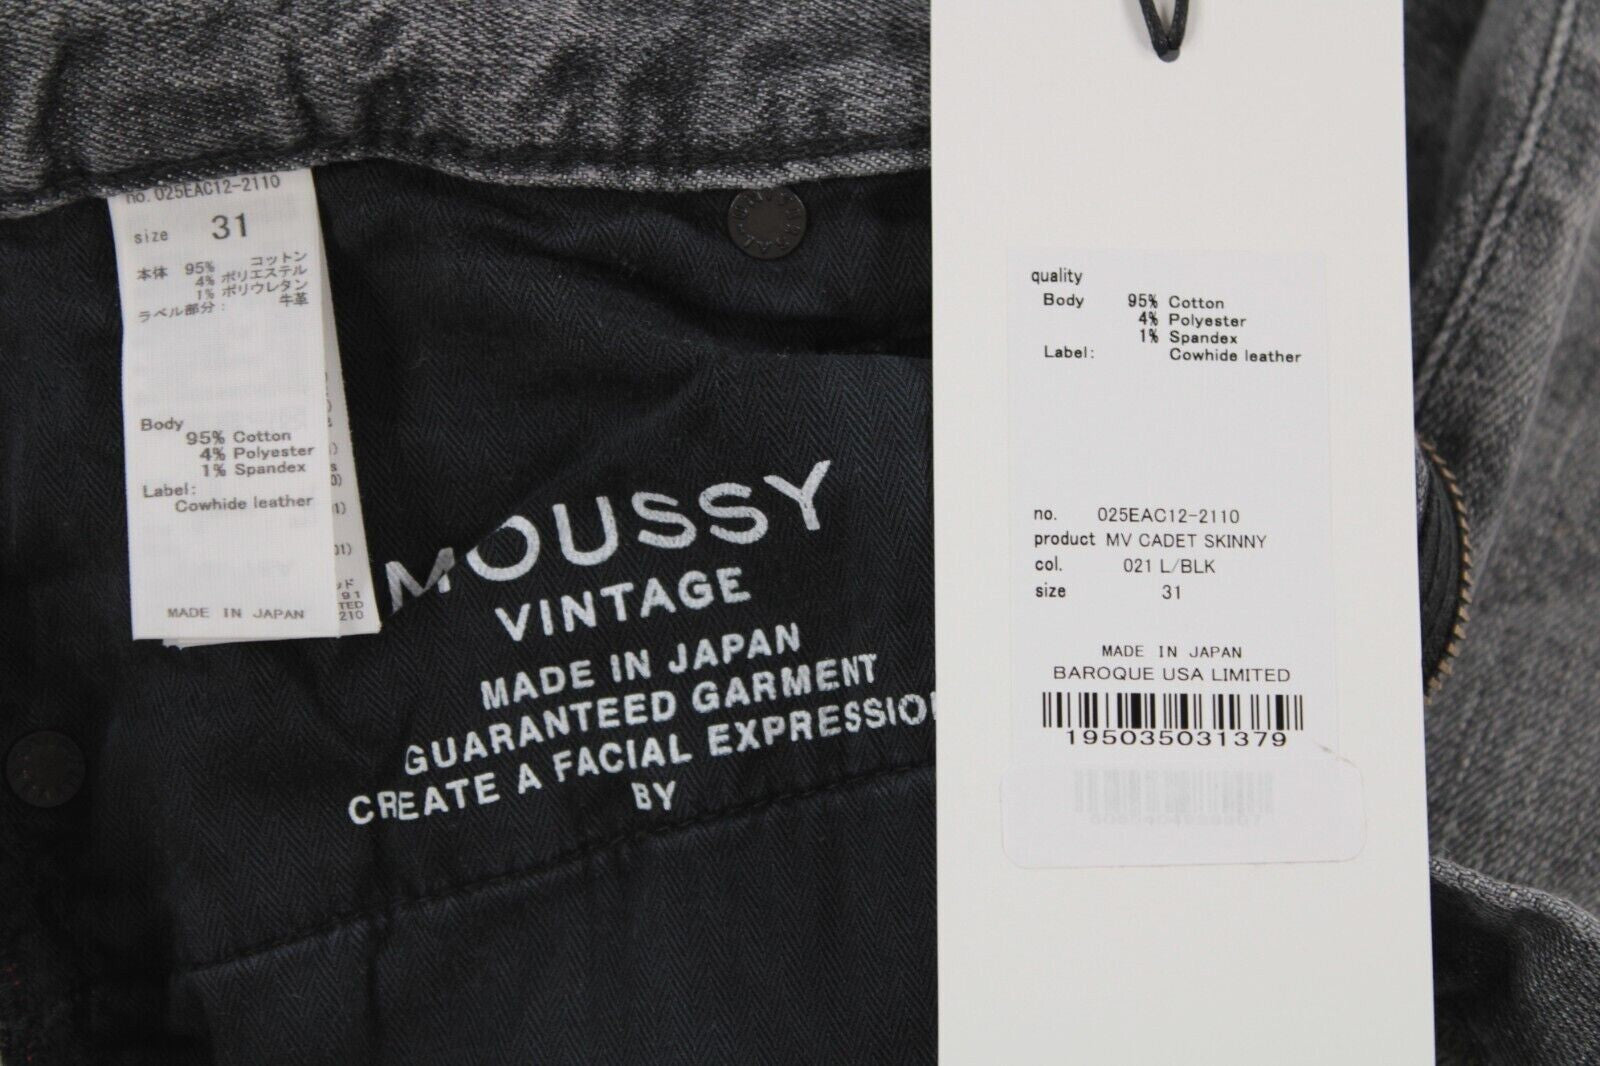 no. 025EAC12-2110
size 31
本体 95% コットン
4% ポリエステル
1% ポリウレタン
ラベル部分: 牛革
Body
95% Cotton
4% Polyester
1% Spandex
Label:
Cowhide leather
MADE IN JAPAN
MOUSSY
VINTAGE
MADE IN JAPAN
GUARANTEED GARMENT
CREATE A FACIAL EXPRESSIO
BY
quality
Body 95% Cotton
4% Polyester
1% Spandex
Label: Cowhide leather
no. 025EAC12-2110
product MV CADET SKINNY
col. 021 L/BLK
size 31
MADE IN JAPAN
BAROQUE USA LIMITED
195035031379